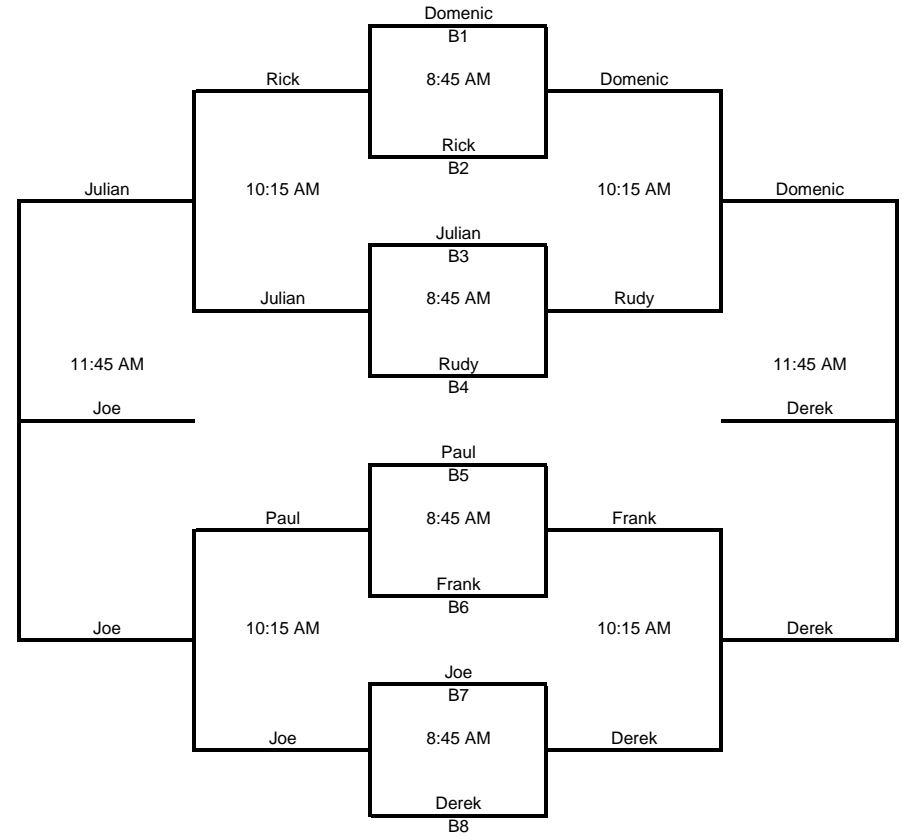 Domenic
B1
Rick 8:45 AM Domenic
Rick
B2
Julian 10:15 AM 10:15 AM Domenic
Julian
B3
Julian 8:45 AM Rudy
Rudy
B4
11:45 AM 11:45 AM
Joe Derek
Paul
B5
Paul 8:45 AM Frank
Frank
B6
Joe 10:15 AM 10:15 AM Derek
Joe
B7
Joe 8:45 AM Derek
Derek
B8